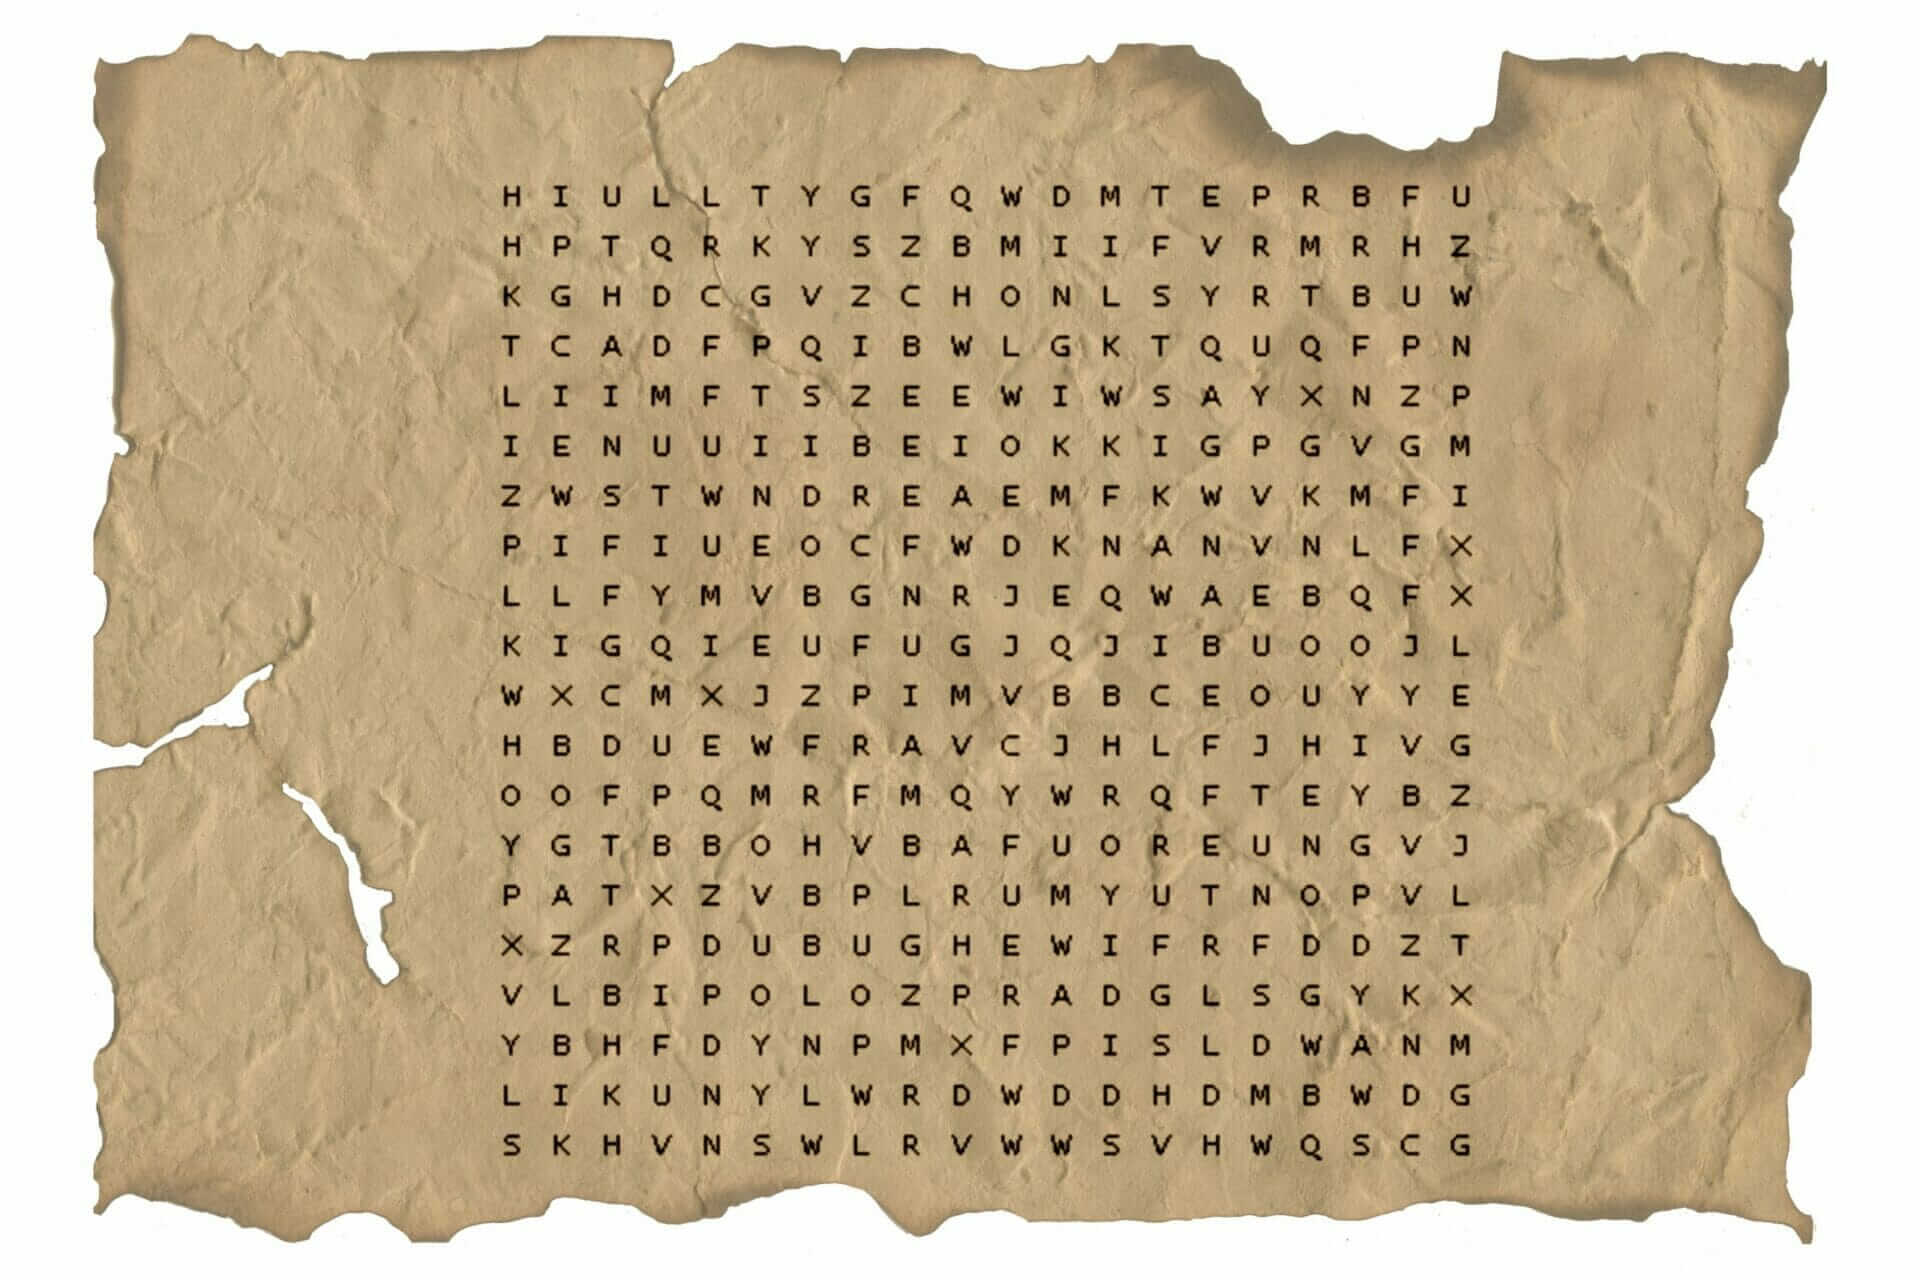 H I U L L T Y G F Q W D M T E P R B F U
H P T Q R K Y S Z B M I I F V R M R H Z
K G H D C G V Z C H O N L S Y R T B U W
T C A D F P Q I B W L G K T Q U Q F P N
L I I M F T S Z E E W I W S A Y X N Z P
I E N U U I I B E I O K K I G P G V G M
Z W S T W N D R E A E M F K W V K M F I
P I F I U E O C F W D K N A N V N L F X
L L F Y M V B G N R J E Q W A E B Q F X
K I G Q I E U F U G J Q J I B U O O J L
W X C M X J Z P I M V B B C E O U Y Y E
H B D U E W F R A V C J H L F J H I V G
O O F P Q M R F M Q Y W R Q F T E Y B Z
Y G T B B O H V B A F U O R E U N G V J
P A T X Z V B P L R U M Y U T N O P V L
X Z R P D U B U G H E W I F R F D D Z T
V L B I P O L O Z P R A D G L S G Y K X
Y B H F D Y N P M X F P I S L D W A N M
L I K U N Y L W R D W D D H D M B W D G
S K H V N S W L R V W W S V H W Q S C G